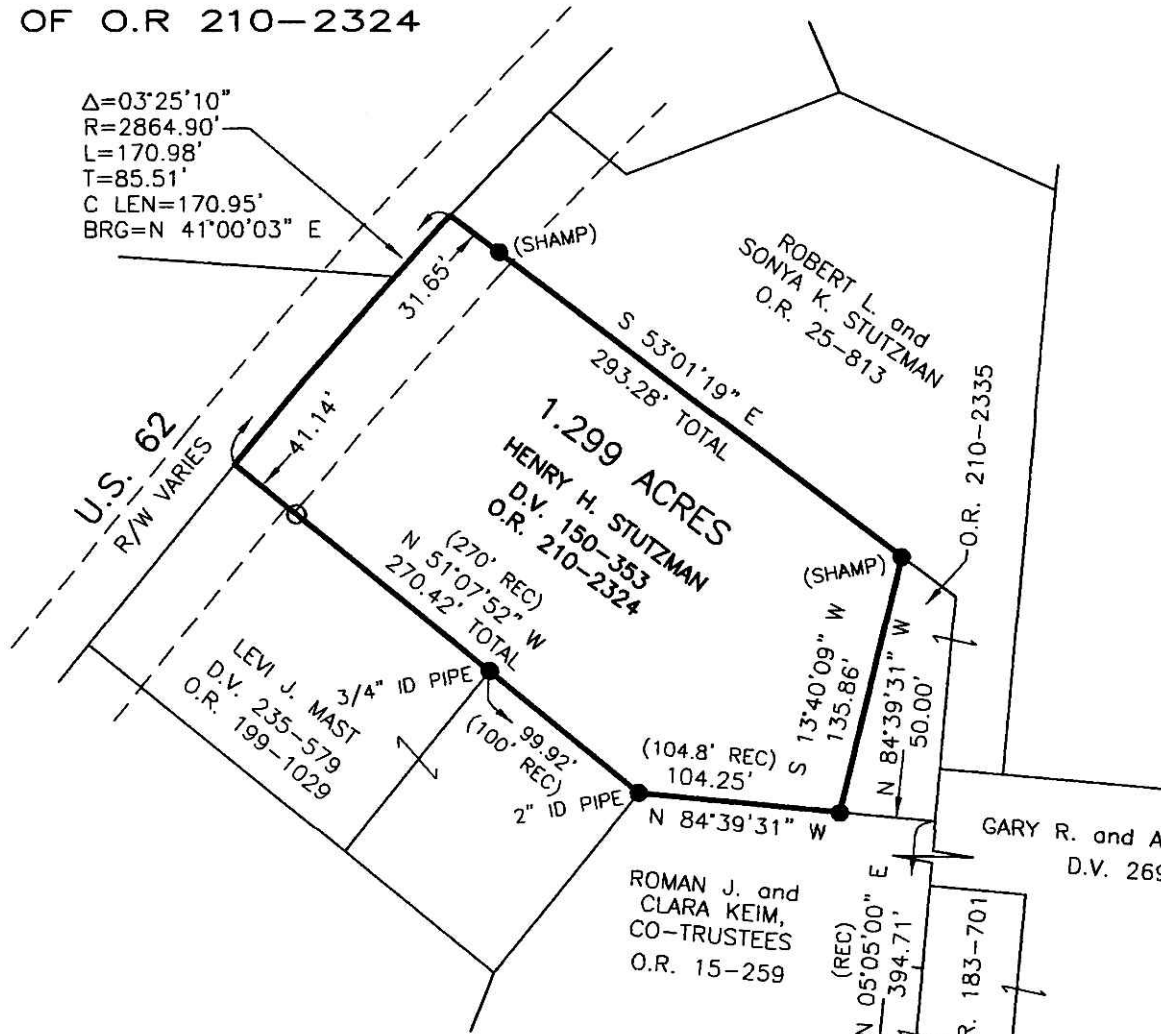 OF O.R 210-2324
Δ=03°25'10"
R=2864.90'
L=170.98'
T=85.51'
C LEN=170.95'
BRG=N 41°00'03" E
(SHAMP)
31.65'
ROBERT L. and
SONYA K. STUTZMAN
O.R. 25-813
S 53°01'19" E
293.28' TOTAL
O.R. 210-2335
41.14'
U.S. 62
R/W VARIES
1.299 ACRES
HENRY H. STUTZMAN
D.V. 150-353
O.R. 210-2324
(SHAMP)
(270' REC)
N 51°07'52" W
270.42' TOTAL
S 13°40'09" W
135.86'
N 84°39'31" W
50.00'
LEVI J. MAST
D.V. 235-579
O.R. 199-1029
3/4" ID PIPE
99.92'
(100' REC)
2" ID PIPE
(104.8' REC)
104.25'
N 84°39'31" W
GARY R. and A
D.V. 269
ROMAN J. and
CLARA KEIM,
CO-TRUSTEES
O.R. 15-259
(REC)
N 05°05'00" E
394.71'
R. 183-701